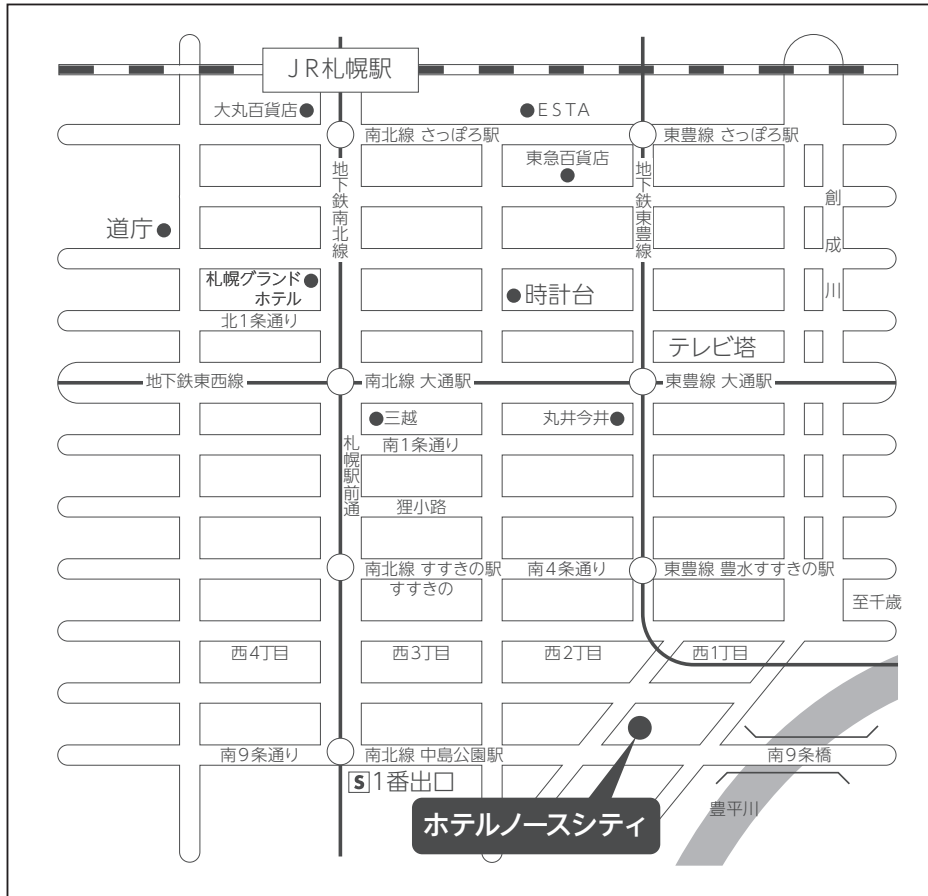 JR札幌駅
大丸百貨店
ESTA
南北線 さっぽろ駅
東豊線 さっぽろ駅
東急百貨店
地下鉄南北線
地下鉄東豊線
創成川
道庁
札幌グランド
ホテル
時計台
北1条通り
テレビ塔
地下鉄東西線
南北線 大通駅
東豊線 大通駅
三越
丸井今井
札幌駅前通
南1条通り
狸小路
南北線 すすきの駅
すすきの
南4条通り
東豊線 豊水すすきの駅
至千歳
西4丁目
西3丁目
西2丁目
西1丁目
南9条通り
南北線 中島公園駅
南9条橋
S1番出口
ホテルノースシティ
豊平川